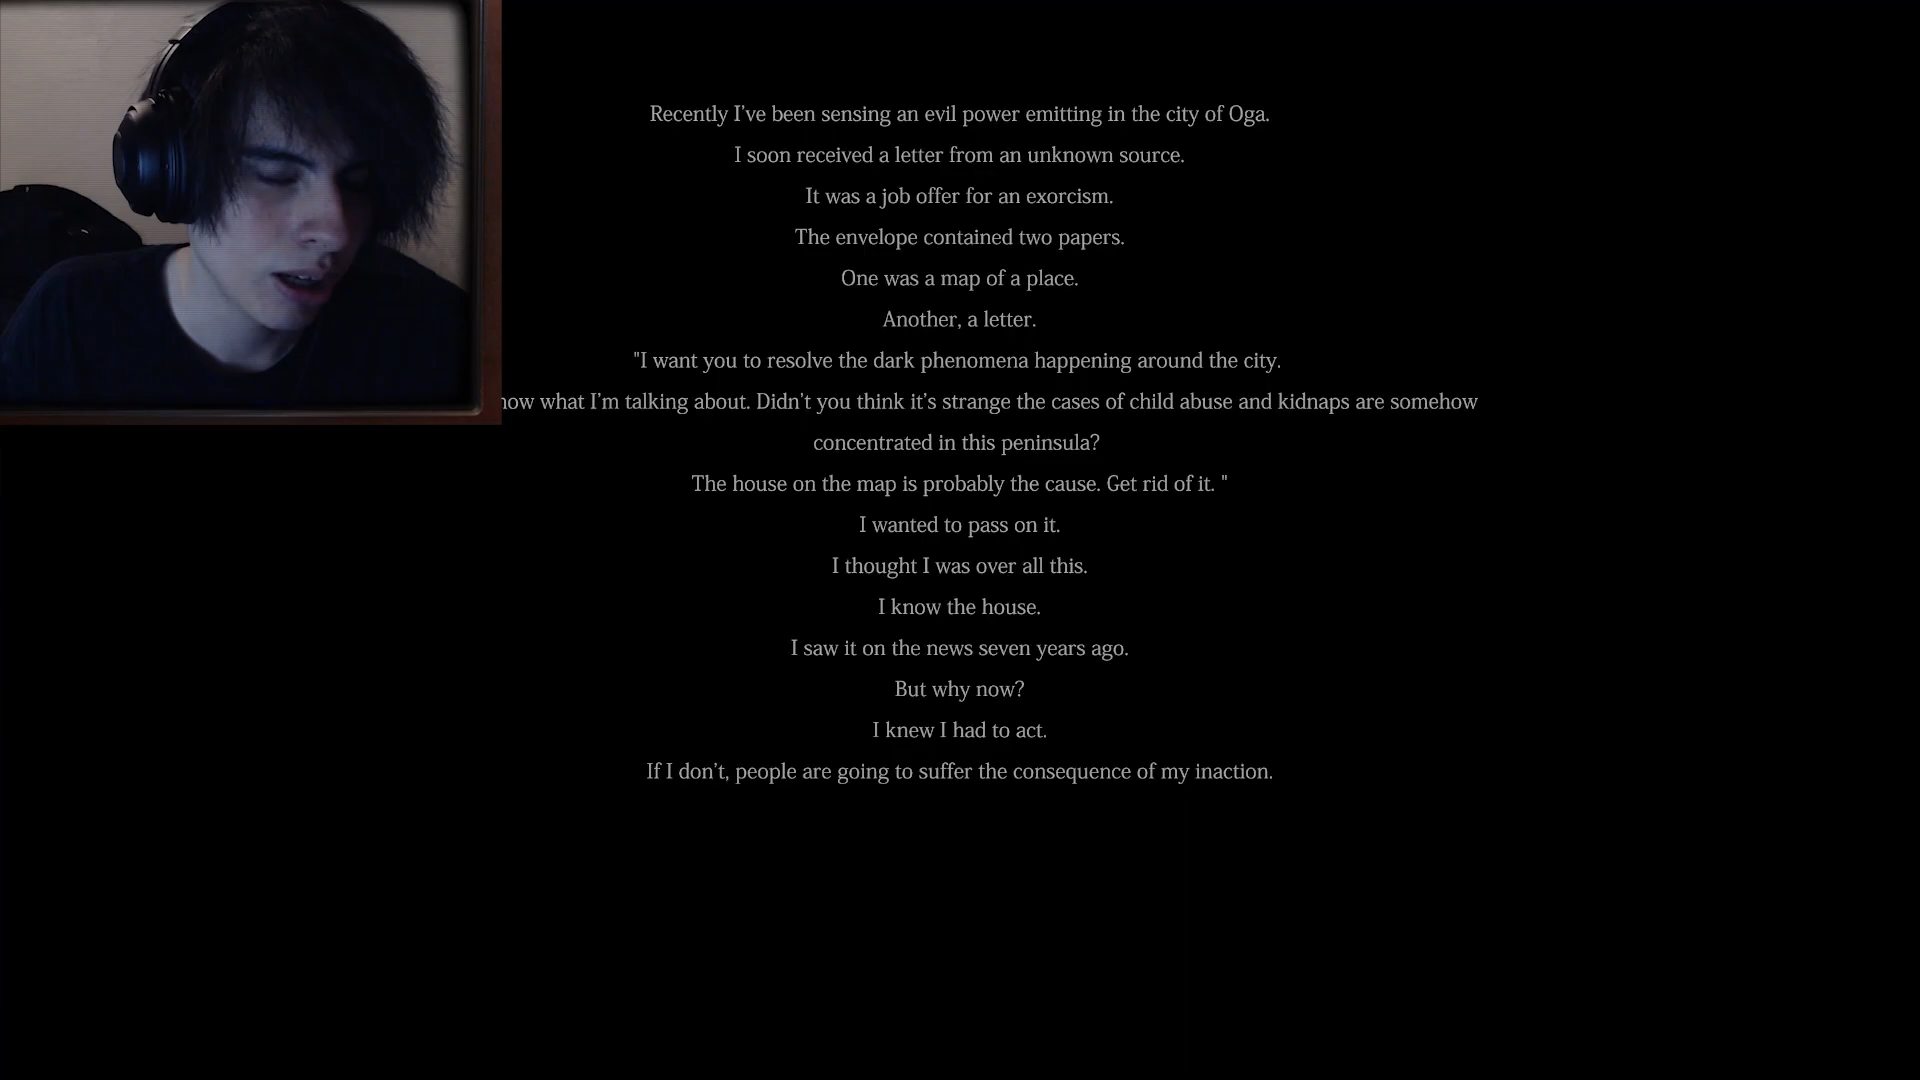 Recently I've been sensing an evil power emitting in the city of Oga.
I soon received a letter from an unknown source.
It was a job offer for an exorcism.
The envelope contained two papers.
One was a map of a place.
Another, a letter.
"I want you to resolve the dark phenomena happening around the city.
what I'm talking about. Didn't you think it's strange the cases of child abuse and kidnaps are somehow
concentrated in this peninsula?
The house on the map is probably the cause. Get rid of it. "
I wanted to pass on it.
I thought I was over all this.
I know the house.
I saw it on the news seven years ago.
But why now?
I knew I had to act.
If I don't, people are going to suffer the consequence of my inaction.